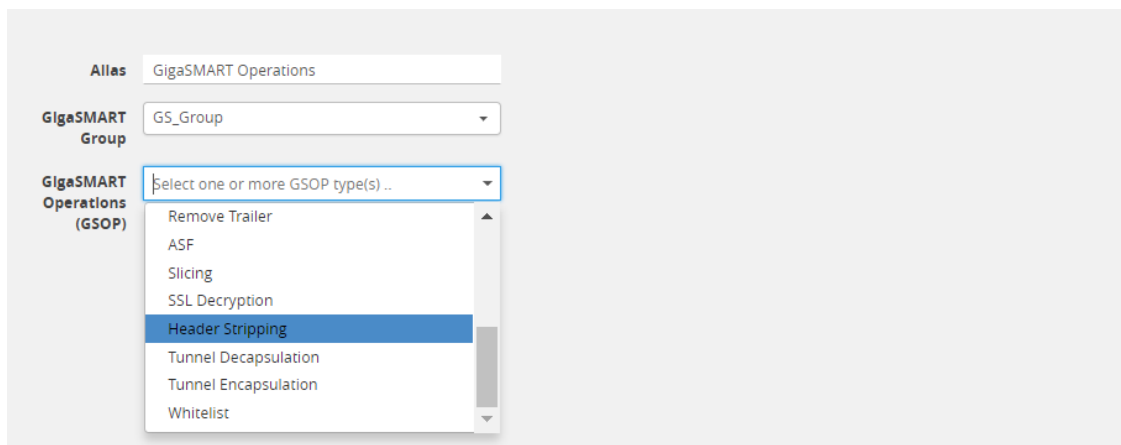 Alias
GigaSMART Operations
GigaSMART
Group
GS_Group
GigaSMART
Operations
(GSOP)
Select one or more GSOP type(s) ..
Remove Trailer
ASF
Slicing
SSL Decryption
Header Stripping
Tunnel Decapsulation
Tunnel Encapsulation
Whitelist